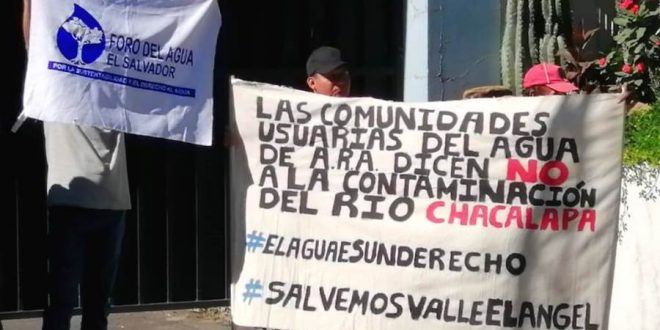 FORO DEL AGUA
EL SALVADOR
POR LA SUSTENTABILIDAD Y EL DERECHO AL AGUA
LAS COMUNIDADES
USUARIAS DEL AGUA
DE A.RA. DICEN NO
A LA CONTAMINACIÓN
DEL RIO CHACALAPA
#ELAGUAESUNDERECHO
#SALVEMOSVALLEELANGEL